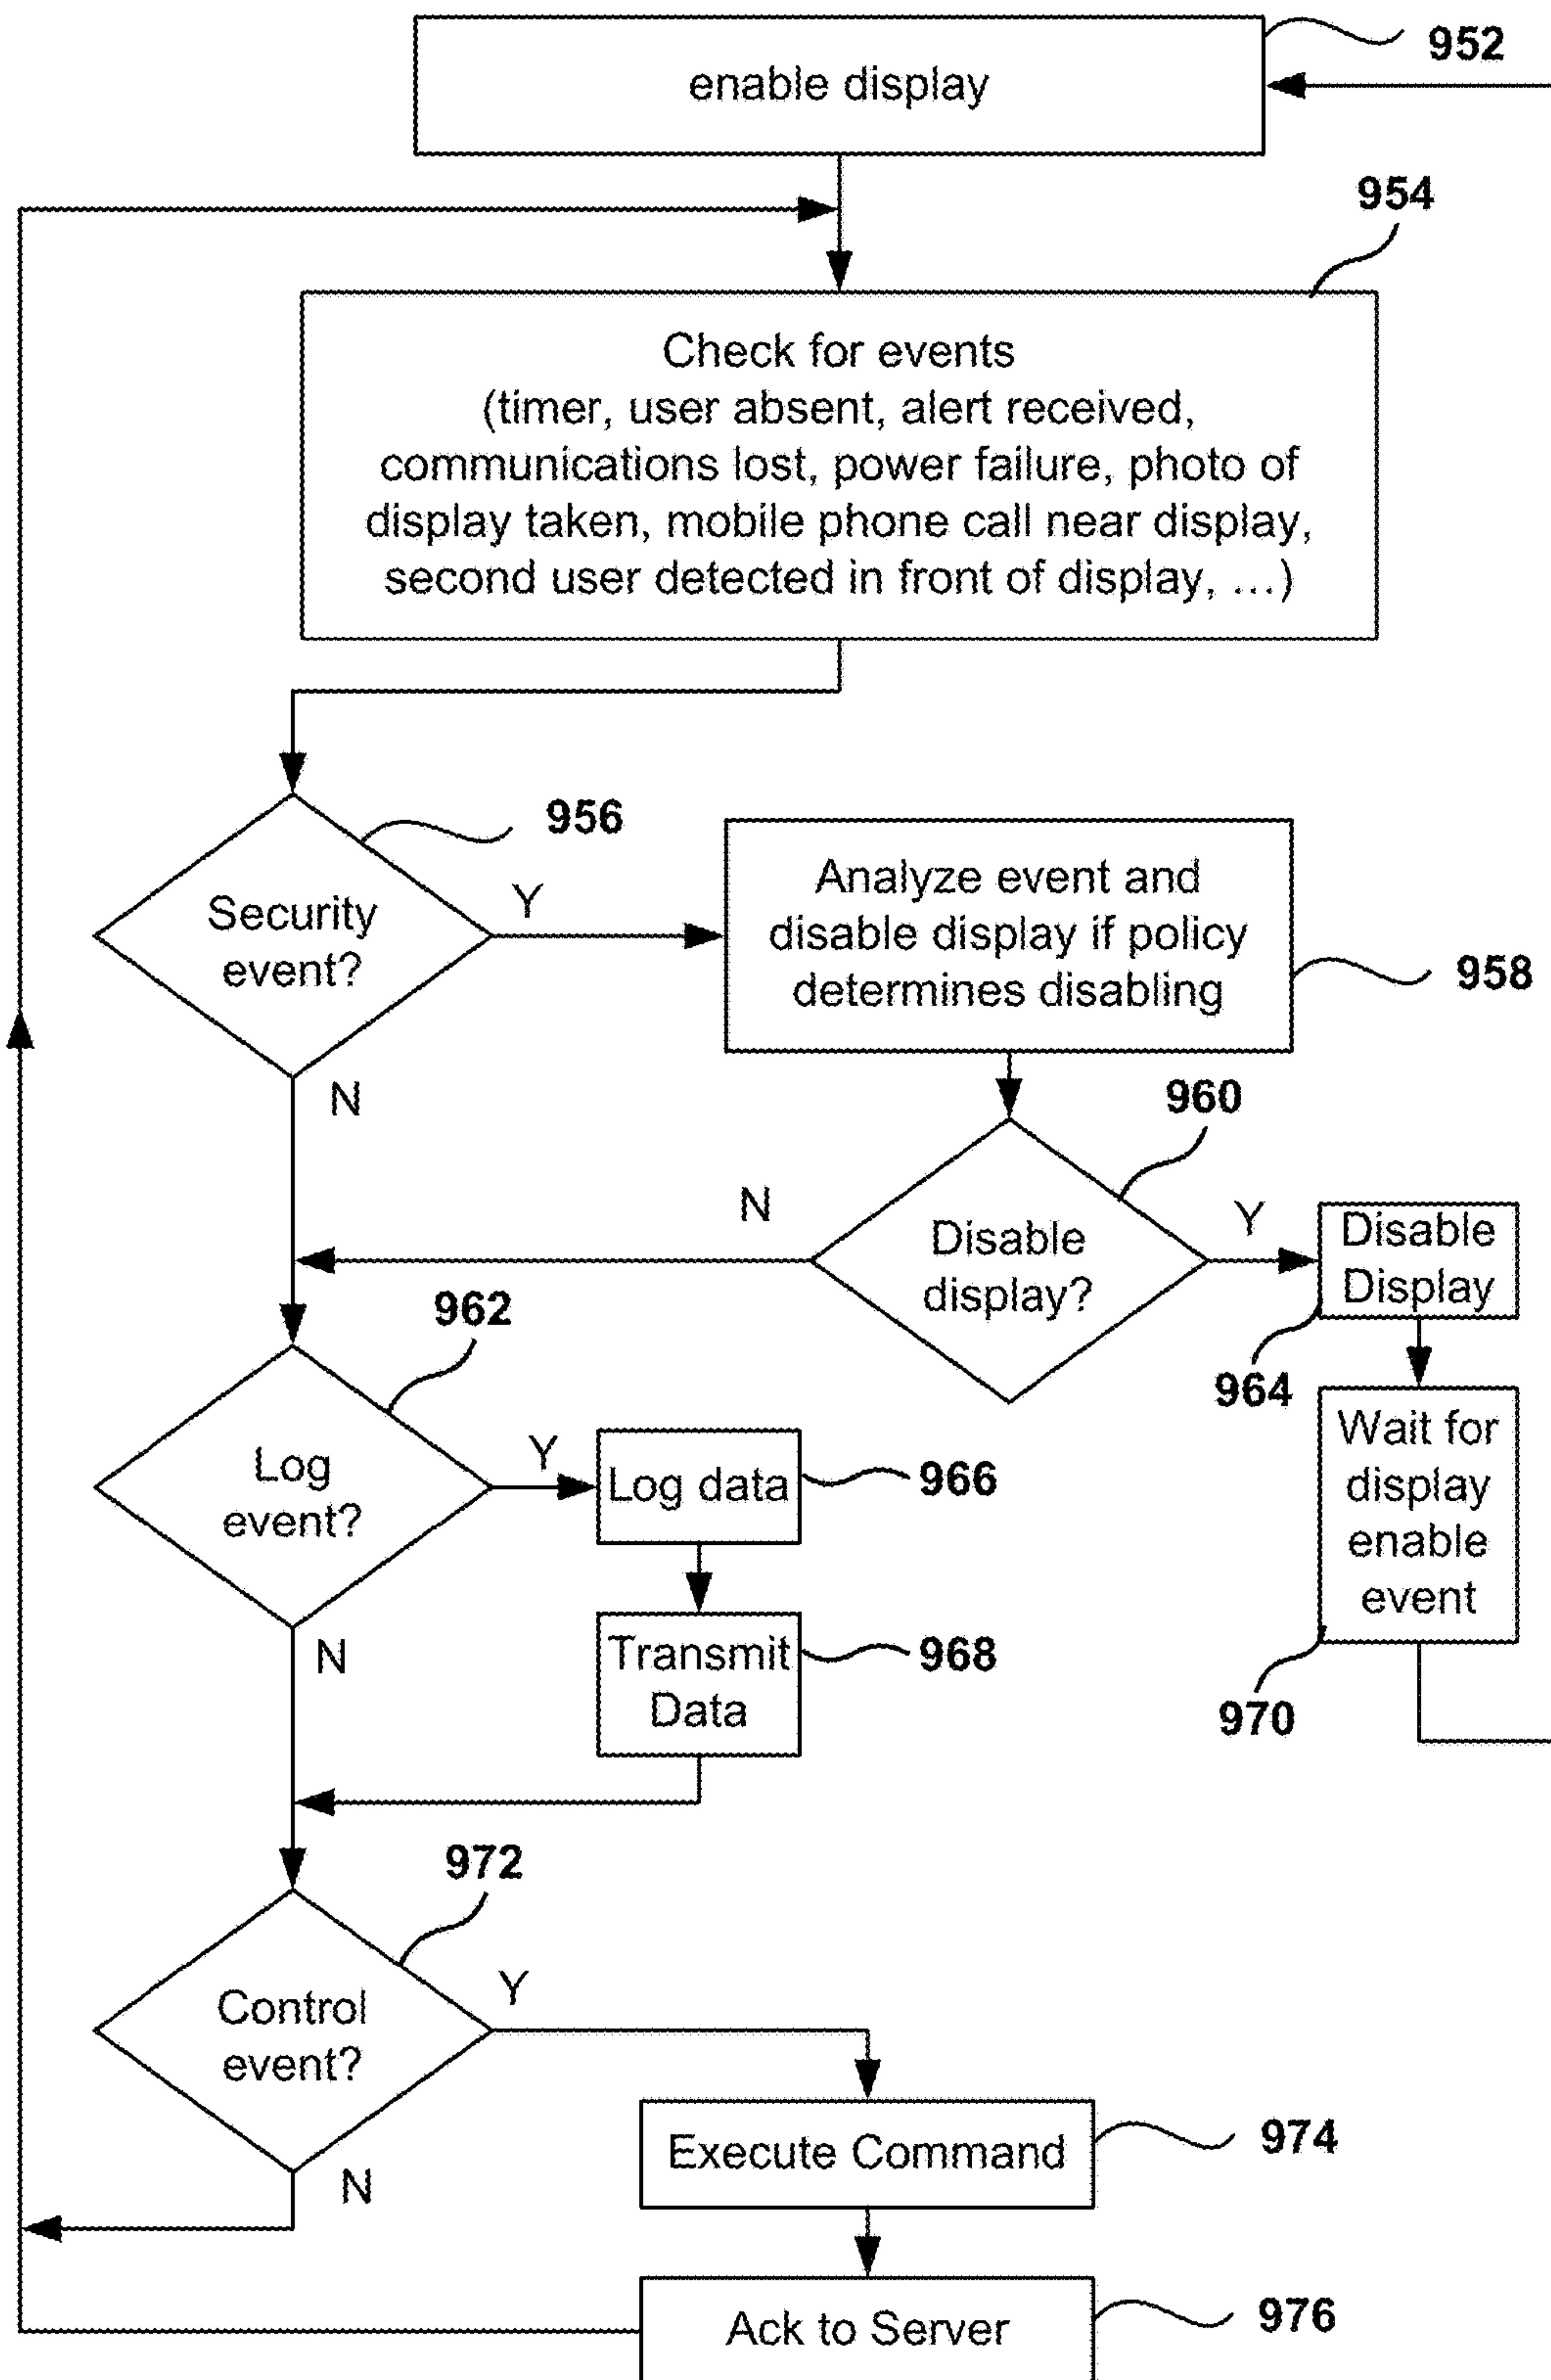 952
enable display
954
Check for events
(timer, user absent, alert received,
communications lost, power failure, photo of
display taken, mobile phone call near display,
second user detected in front of display, ...)
956
Security
event?
Y
N
Analyze event and
disable display if policy
determines disabling
958
960
Disable
display?
N
Y
Disable
Display
964
962
Log
event?
Y
N
Log data
966
Transmit
Data
968
Wait for
display
enable
event
970
972
Control
event?
Y
N
Execute Command
974
Ack to Server
976